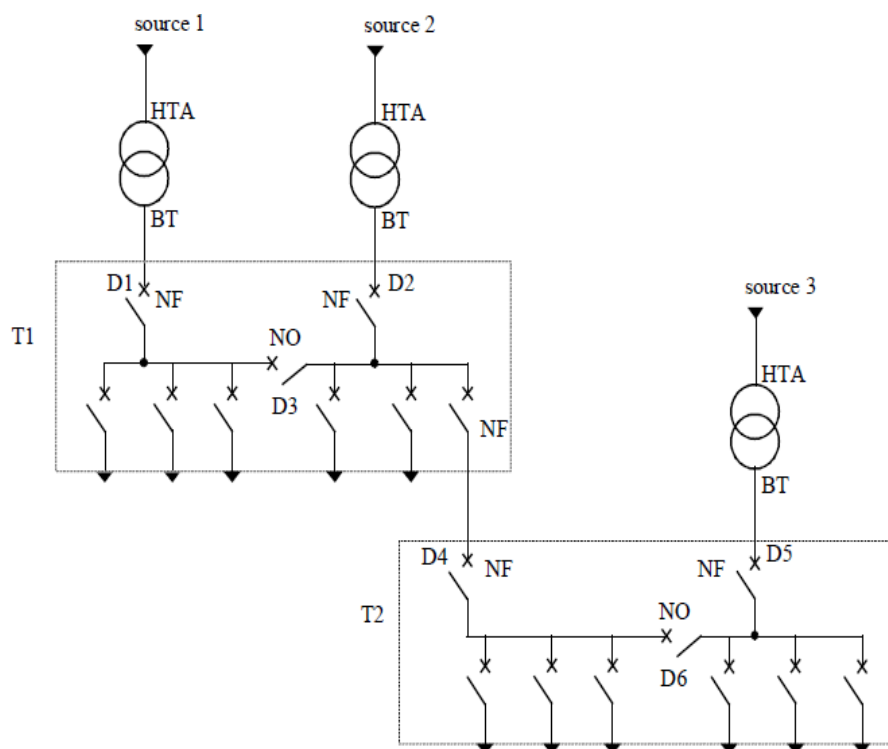 source 1
source 2
HTA
HTA
BT
BT
D1
NF
NF
D2
source 3
T1
NO
D3
HTA
NF
BT
D4
NF
NF
D5
T2
NO
D6